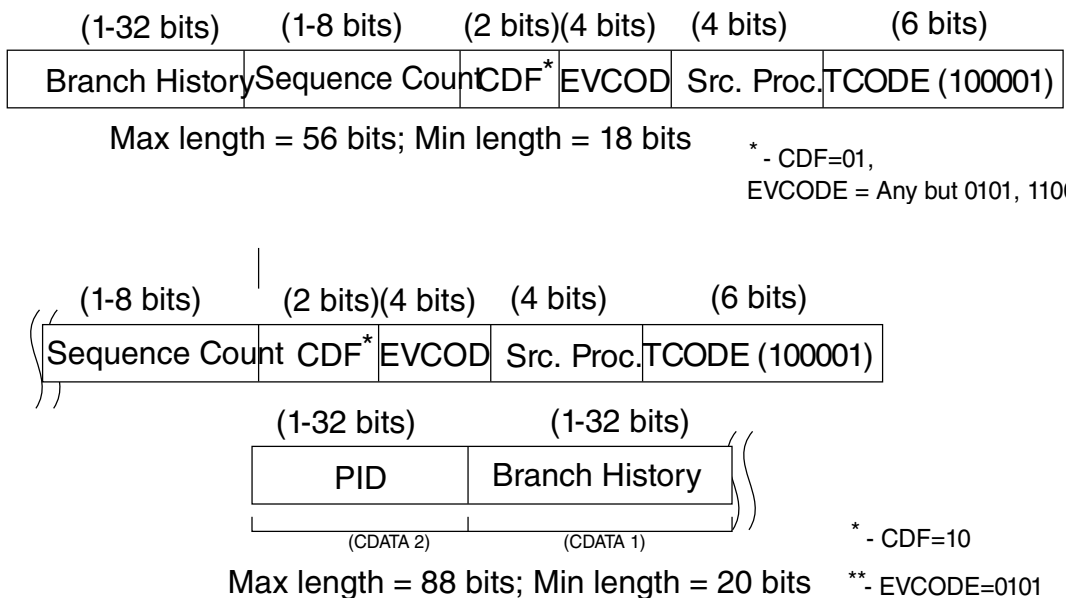 (1-32 bits) (1-8 bits) (2 bits) (4 bits) (4 bits) (6 bits)
Branch History Sequence Count CDF* EVCOD Src. Proc. TCODE (100001)
Max length = 56 bits; Min length = 18 bits
* - CDF=01,
EVCODE = Any but 0101, 110
(1-8 bits) (2 bits) (4 bits) (4 bits) (6 bits)
Sequence Count CDF* EVCOD Src. Proc. TCODE (100001)
(1-32 bits) (1-32 bits)
PID Branch History
(CDATA 2) (CDATA 1)
* - CDF=10
Max length = 88 bits; Min length = 20 bits
**- EVCODE=0101